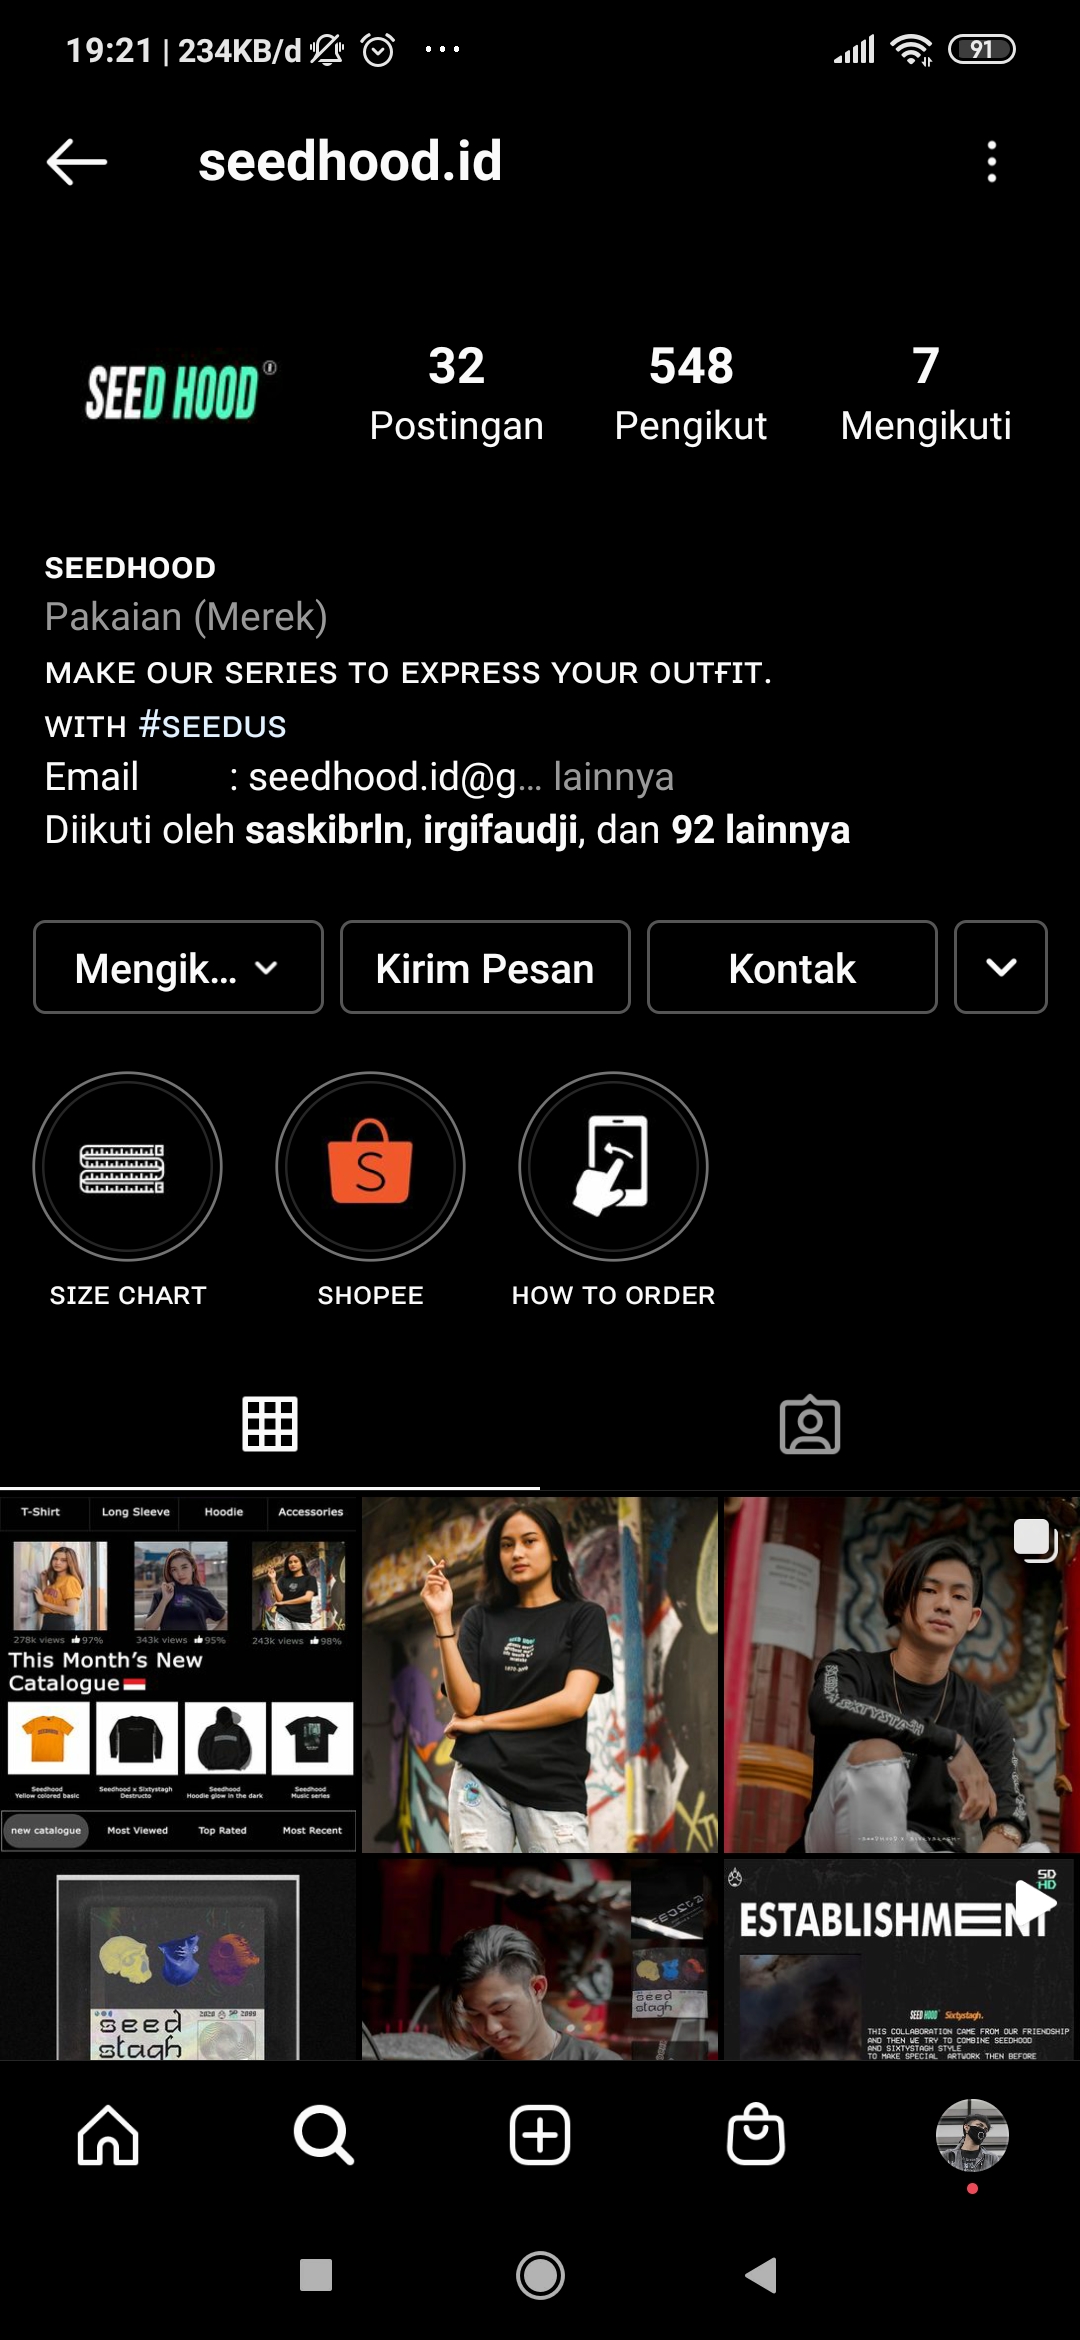 19:21 | 234KB/d ... 91
seedhood.id
SEED HOOD
32 548 7
Postingan Pengikut Mengikuti
SEEDHOOD
Pakaian (Merek)
MAKE OUR SERIES TO EXPRESS YOUR OUTFIT.
WITH #SEEDUS
Email : seedhood.id@g... lainnya
Diikuti oleh saskibrln, irgifaudji, dan 92 lainnya
Mengik... Kirim Pesan Kontak
S
SIZE CHART SHOPEE HOW TO ORDER
T-Shirt Long Sleeve Hoodie Accessories
278k views 97% 343k views 95% 243k views 98%
This Month's New
Catalogue
Seedhood Seedhood x Sixtystagh Seedhood Seedhood
Yellow colored basic Destructo Hoodie glow in the dark Music series
new catalogue Most Viewed Top Rated Most Recent
SEED HOOD
SD
HD
ESTABLISHMENT
seed
stagh
seed
stagh
SEED HOOD Sixtystagh.
THIS COLLABORATION CAME FROM OUR FRIENDSHIP
AND THEN WE TRY TO COMBINE SEEDHOOD
AND SIXTYSTAGH STYLE
TO MAKE SPECIAL ARTWORK THEN BEFORE